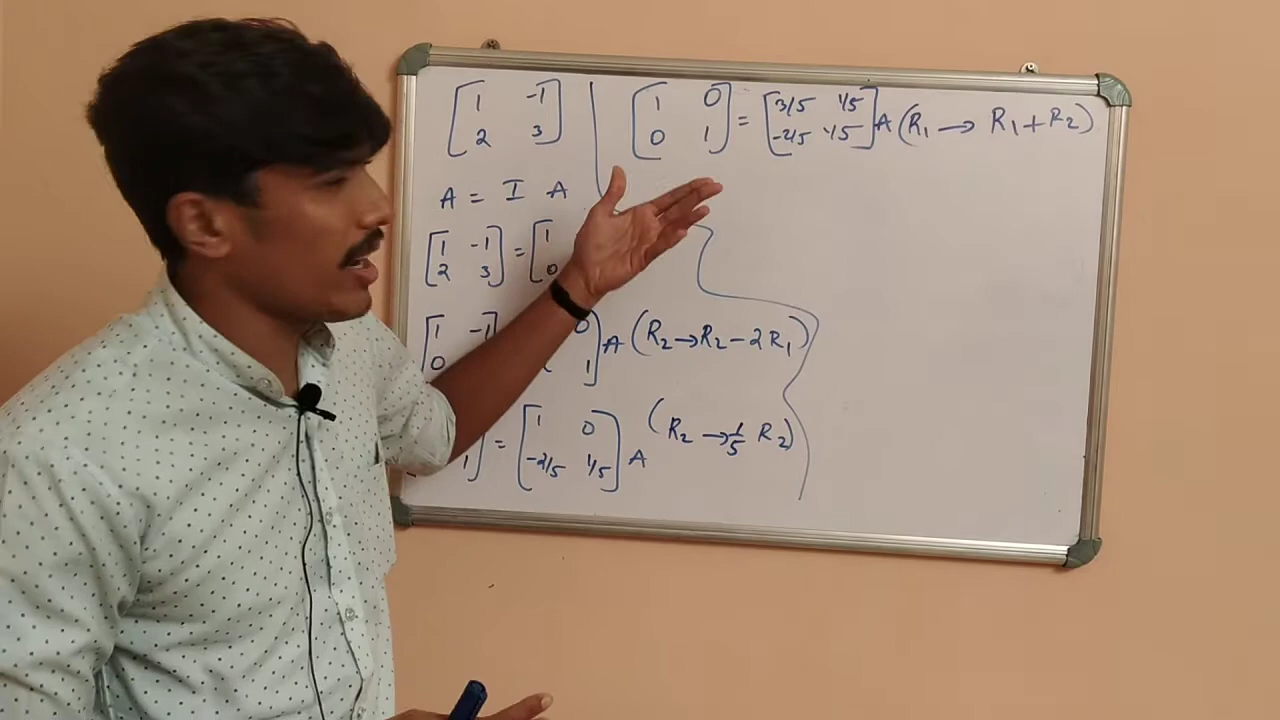 1 -1
2 3
A = I A
1 -1 = 1
2 3 0
1 -1 0 A (R₂→R₂-2R₁)
0 1
1 0 (R₂→1/5 R₂)
1 = -2/5 1/5 A
1 0 = 3/5 1/5 A (R₁→R₁+R₂)
0 1 -2/5 1/5